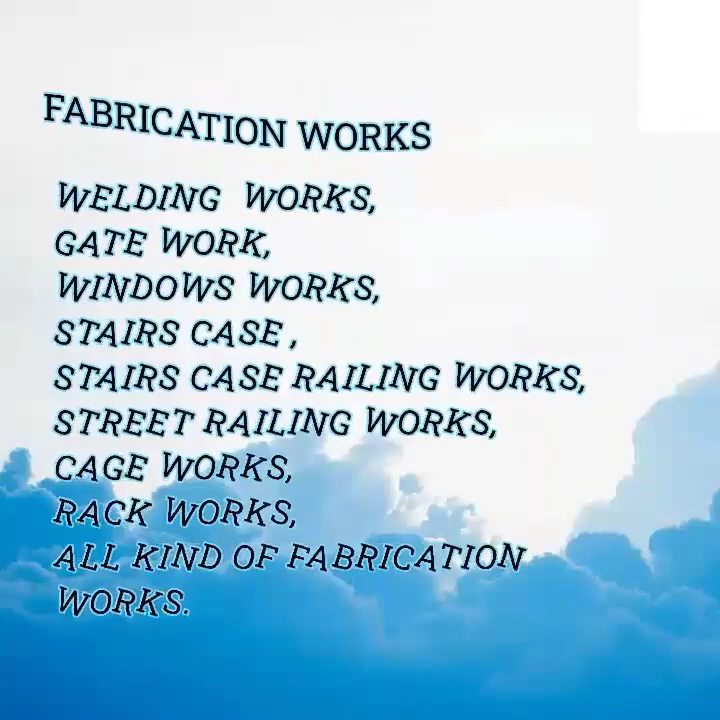 FABRICATION WORKS
WELDING  WORKS,
GATE WORK,
WINDOWS WORKS,
STAIRS CASE ,
STAIRS CASE RAILING WORKS,
STREET RAILING WORKS,
CAGE WORKS,
RACK WORKS,
ALL KIND OF FABRICATION
WORKS.